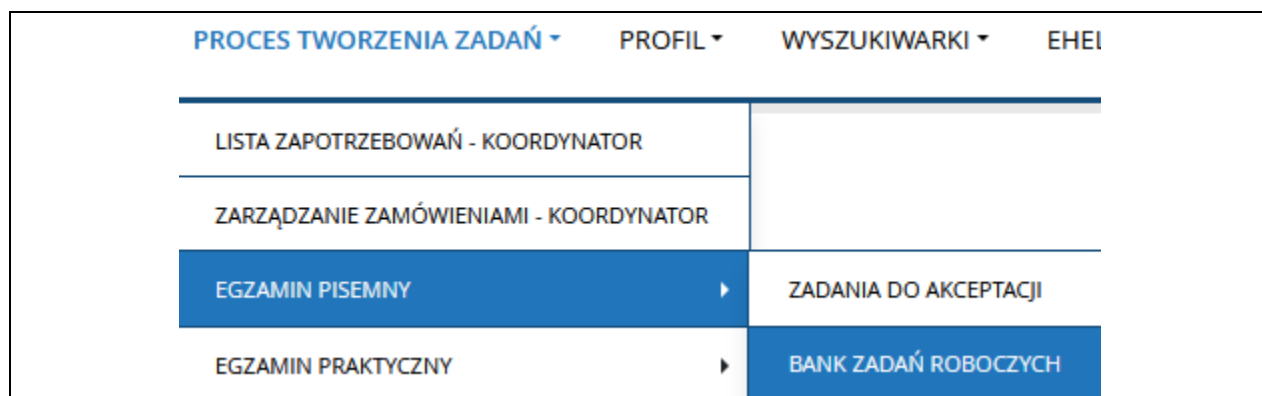 PROCES TWORZENIA ZADAŃ PROFIL WYSZUKIWARKI
LISTA ZAPOTRZEBOWAŃ - KOORDYNATOR
ZARZĄDZANIE ZAMÓWIENIAMI - KOORDYNATOR
EGZAMIN PISEMNY ZADANIA DO AKCEPTACJI
EGZAMIN PRAKTYCZNY BANK ZADAŃ ROBOCZYCH